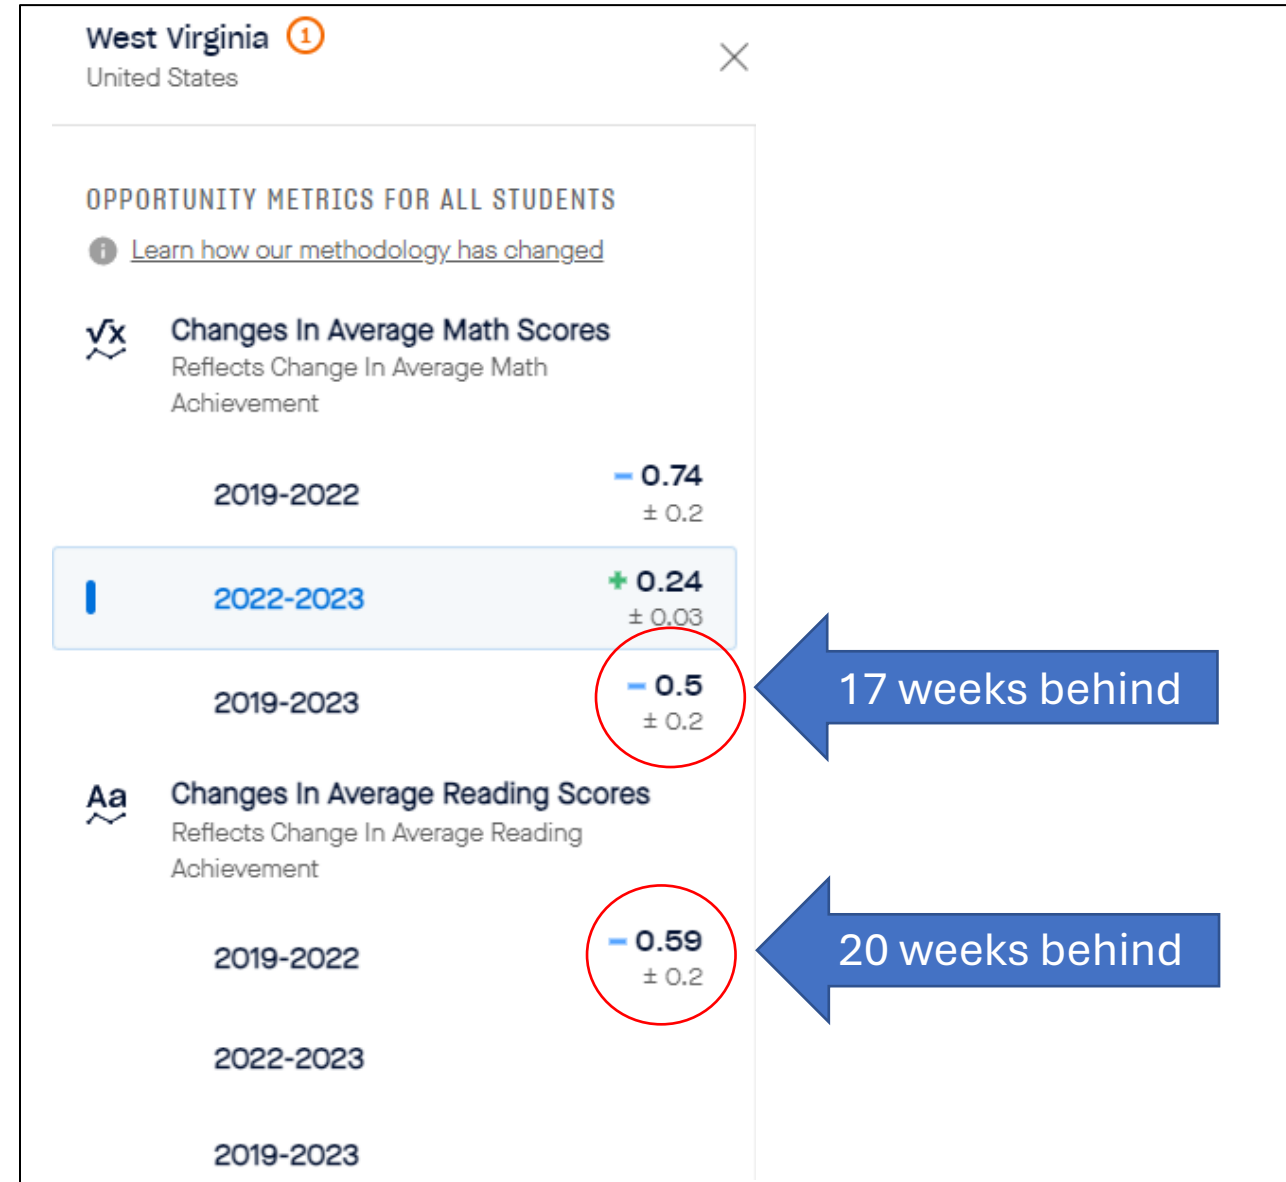 West Virginia 1
United States
OPPORTUNITY METRICS FOR ALL STUDENTS
i Learn how our methodology has changed
√x Changes In Average Math Scores
Reflects Change In Average Math
Achievement
2019-2022 - 0.74
± 0.2
2022-2023 + 0.24
± 0.03
2019-2023 - 0.5
± 0.2
17 weeks behind
Aa Changes In Average Reading Scores
Reflects Change In Average Reading
Achievement
2019-2022 - 0.59
± 0.2
20 weeks behind
2022-2023
2019-2023